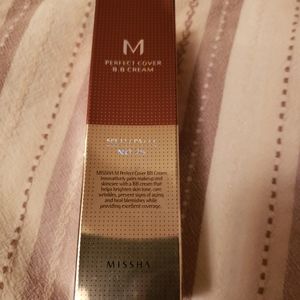 M
PERFECT COVER
B.B CREAM
MISSHA M Perfect Cover BB Cream
innovatively pairs makeup and
skincare with a BB cream that
helps brighten skin tone, care
wrinkles, prevent signs of aging
and heal blemishes while
providing excellent coverage.
MISSHA